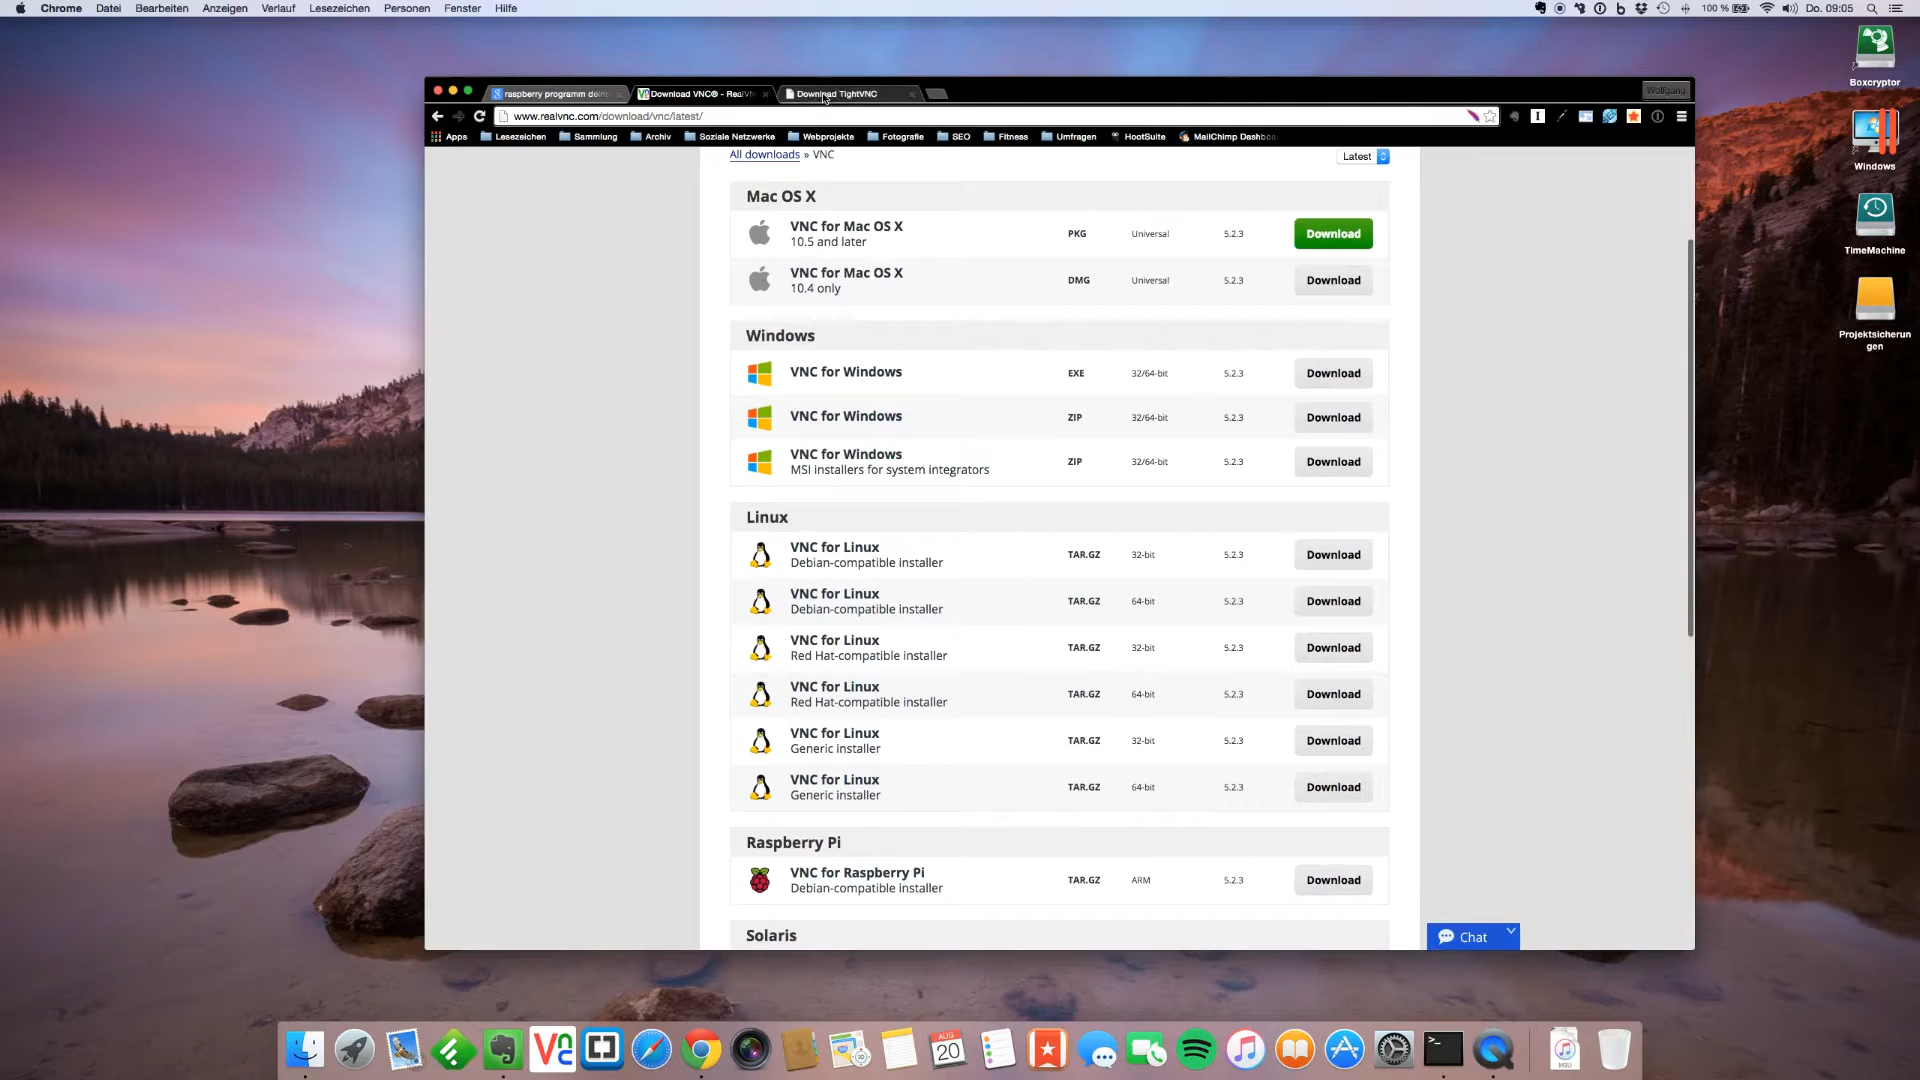 Chrome Datei Bearbeiten Anzeigen Verlauf Lesezeichen Personen Fenster Hilfe 100 % Do. 09:05
Boxcryptor
Windows
TimeMachine
Projektsicherun
gen
raspberry programm dein Download VNC® - RealVN Download TightVNC Wolfgang
www.realvnc.com/download/vnc/latest/
Apps Lesezeichen Sammlung Archiv Soziale Netzwerke Webprojekte Fotografie SEO Fitness Umfragen HootSuite MailChimp Dashbo
All downloads » VNC Latest
Mac OS X
VNC for Mac OS X PKG Universal 5.2.3 Download
10.5 and later
VNC for Mac OS X DMG Universal 5.2.3 Download
10.4 only
Windows
VNC for Windows EXE 32/64-bit 5.2.3 Download
VNC for Windows ZIP 32/64-bit 5.2.3 Download
VNC for Windows ZIP 32/64-bit 5.2.3 Download
MSI installers for system integrators
Linux
VNC for Linux TAR.GZ 32-bit 5.2.3 Download
Debian-compatible installer
VNC for Linux TAR.GZ 64-bit 5.2.3 Download
Debian-compatible installer
VNC for Linux TAR.GZ 32-bit 5.2.3 Download
Red Hat-compatible installer
VNC for Linux TAR.GZ 64-bit 5.2.3 Download
Red Hat-compatible installer
VNC for Linux TAR.GZ 32-bit 5.2.3 Download
Generic installer
VNC for Linux TAR.GZ 64-bit 5.2.3 Download
Generic installer
Raspberry Pi
VNC for Raspberry Pi TAR.GZ ARM 5.2.3 Download
Debian-compatible installer
Solaris
Chat
AUG
20
M3U